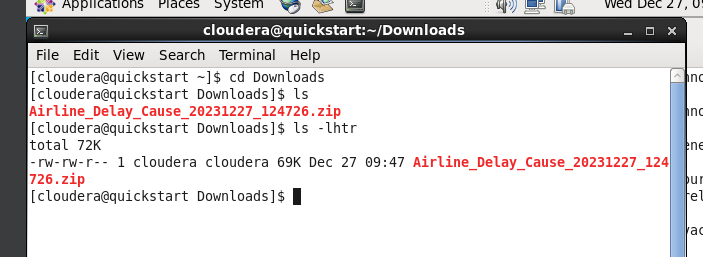 Applications Places System Wed Dec 27, 09
cloudera@quickstart:~/Downloads
File Edit View Search Terminal Help
[cloudera@quickstart ~]$ cd Downloads
[cloudera@quickstart Downloads]$ ls
Airline_Delay_Cause_20231227_124726.zip
[cloudera@quickstart Downloads]$ ls -lhtr
total 72K
-rw-rw-r-- 1 cloudera cloudera 69K Dec 27 09:47 Airline_Delay_Cause_20231227_124
726.zip
[cloudera@quickstart Downloads]$